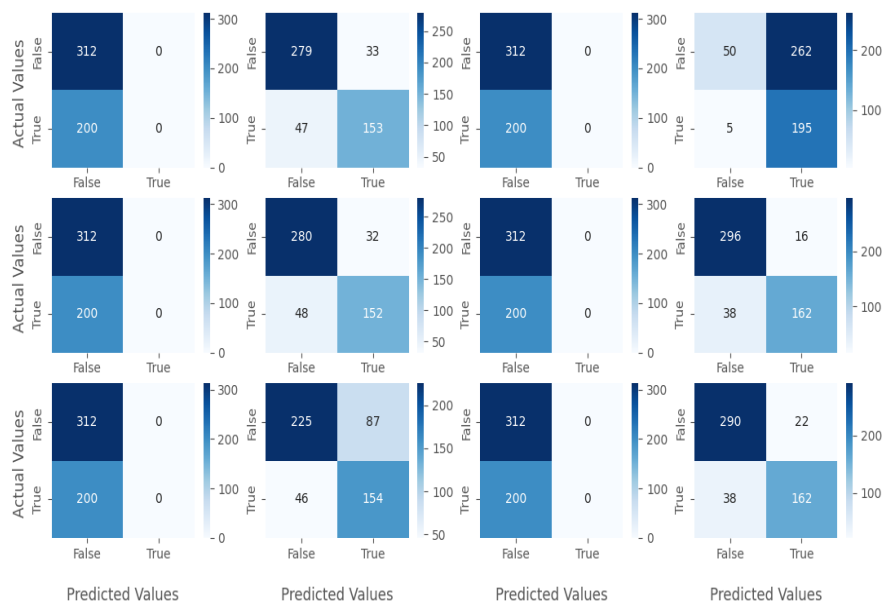 Actual Values
False 312 0 300
200
True 200 0 100
0
False True
False 279 33 250
200
150
True 47 153 100
50
False True
False 312 0 300
200
True 200 0 100
0
False True
False 50 262 200
True 5 195 100
False True
Actual Values
False 312 0 300
200
True 200 0 100
0
False True
False 280 32 250
200
150
True 48 152 100
50
False True
False 312 0 300
200
True 200 0 100
0
False True
False 296 16 200
True 38 162 100
False True
Actual Values
False 312 0 300
200
True 200 0 100
0
False True
False 225 87 200
150
True 46 154 100
50
False True
False 312 0 300
200
True 200 0 100
0
False True
False 290 22 200
True 38 162 100
False True
Predicted Values Predicted Values Predicted Values Predicted Values